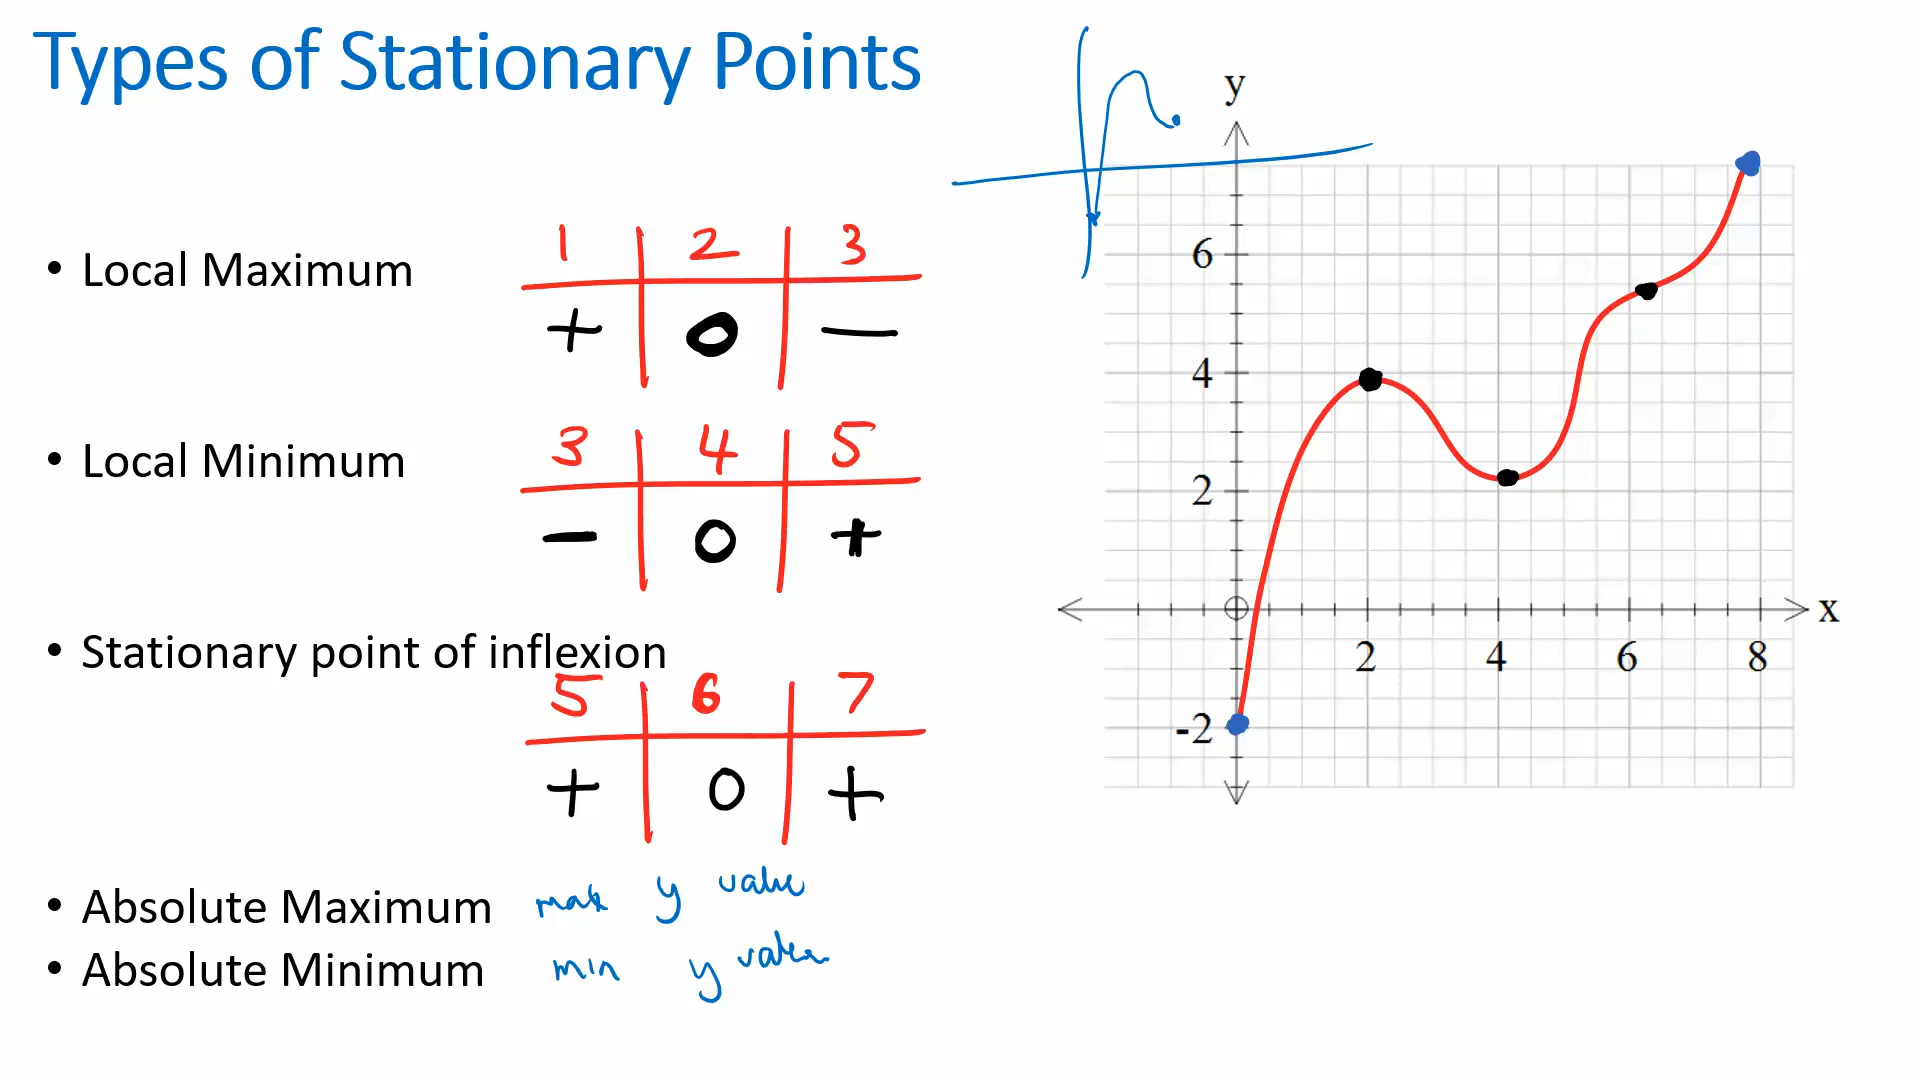 Types of Stationary Points
• Local Maximum
1 2 3
+ 0 −
• Local Minimum
3 4 5
− 0 +
• Stationary point of inflexion
5 6 7
+ 0 +
• Absolute Maximum max y value
• Absolute Minimum min y value
y
6
4
2
x
2 4 6 8
-2